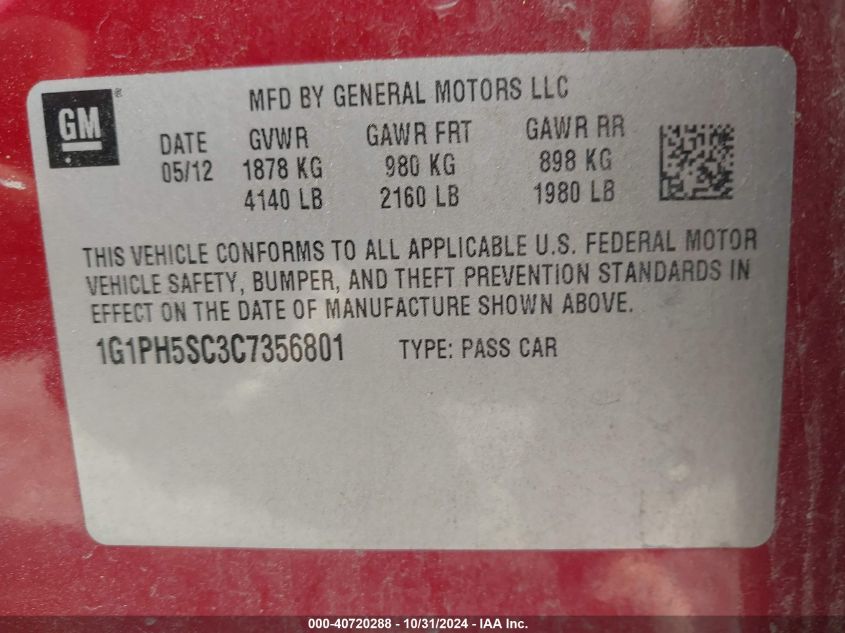 GM®
MFD BY GENERAL MOTORS LLC
DATE GVWR GAWR FRT GAWR RR
05/12 1878 KG 980 KG 898 KG
4140 LB 2160 LB 1980 LB
THIS VEHICLE CONFORMS TO ALL APPLICABLE U.S. FEDERAL MOTOR
VEHICLE SAFETY, BUMPER, AND THEFT PREVENTION STANDARDS IN
EFFECT ON THE DATE OF MANUFACTURE SHOWN ABOVE.
1G1PH5SC3C7356801 TYPE: PASS CAR
000-40720288 - 10/31/2024 - IAA Inc.